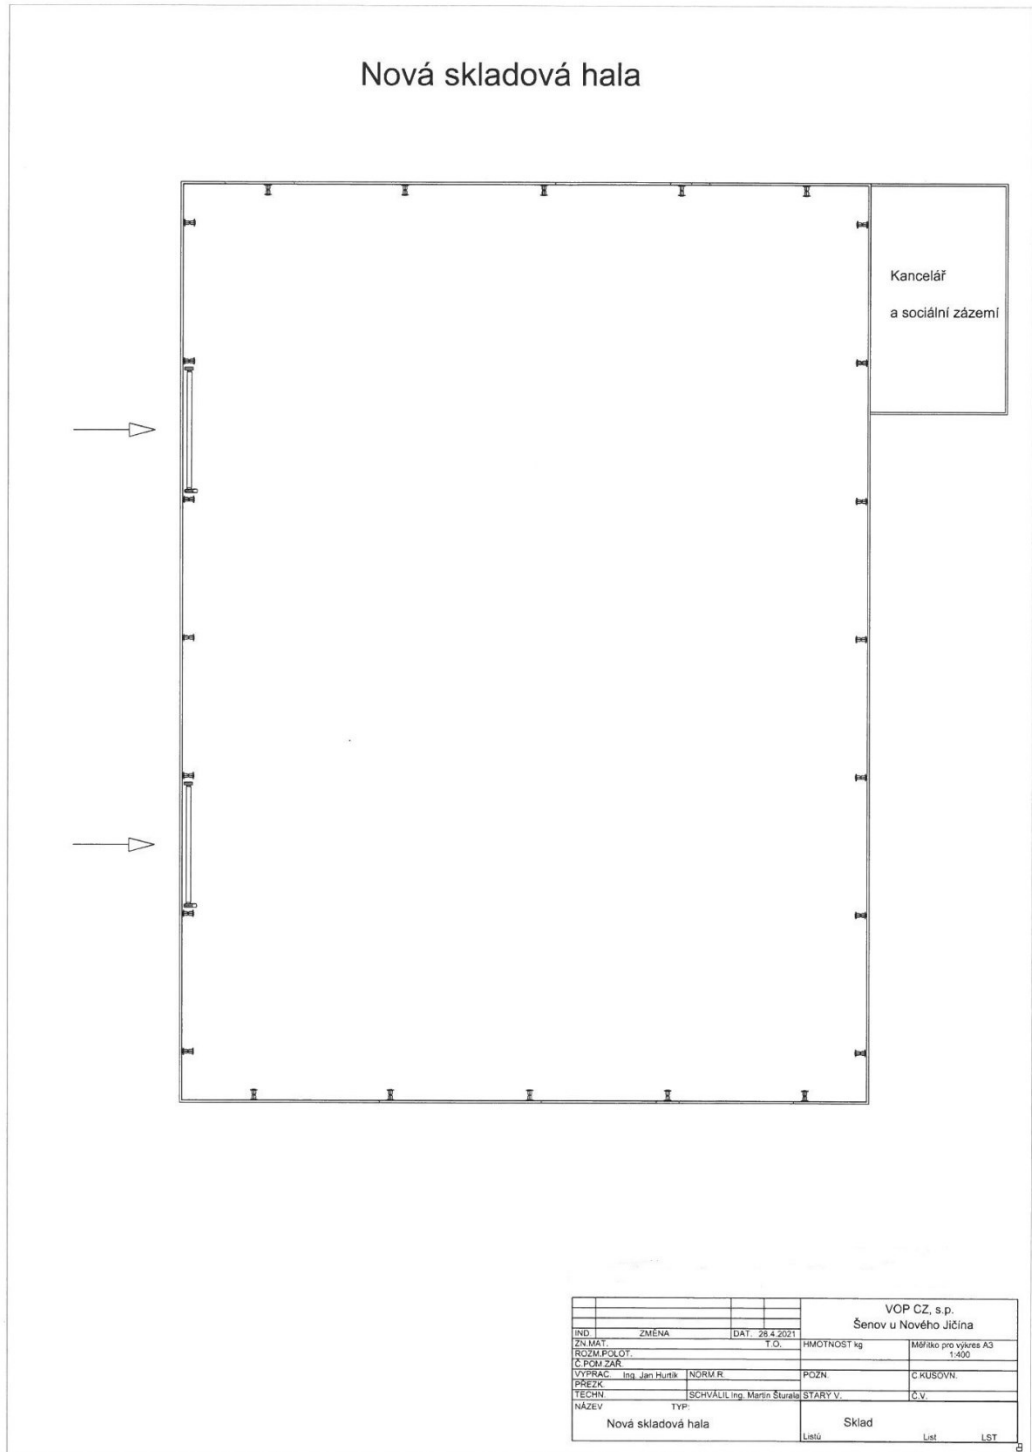 Nová skladová hala
Kancelář
a sociální zázemí
VOP CZ, s.p.
Šenov u Nového Jičína
IND. ZMĚNA DAT. 28.4.2021
ZN.MAT. T.O. HMOTNOST kg Měřítko pro výkres A3
ROZM.POLOT. 1:400
Č.POM.ZAŘ.
VYPRAC. Ing. Jan Hurtík NORM.R. POZN. Č.KUSOVN.
PŘEZK.
TECHN. SCHVÁLIL Ing. Martin Šturala STARÝ V. Č.V.
NÁZEV TYP:
Nová skladová hala Sklad
Listů List LST